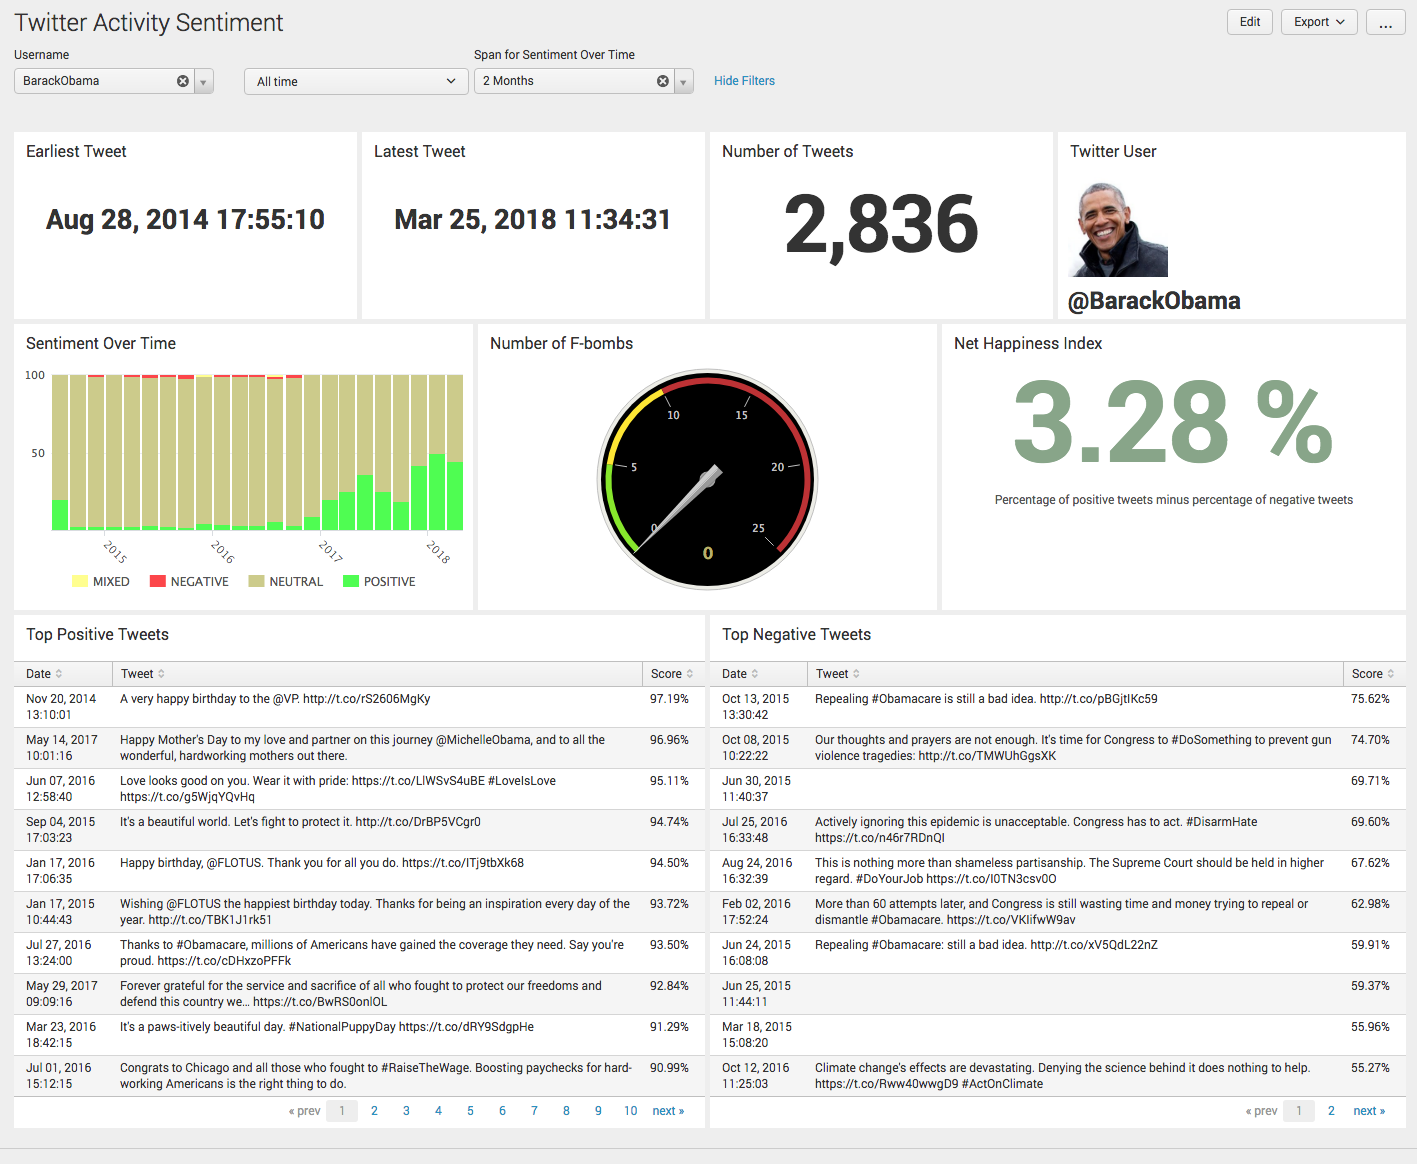 Twitter Activity Sentiment
Edit
Export
...
Username
Span for Sentiment Over Time
BarackObama
All time
2 Months
Hide Filters
Earliest Tweet
Aug 28, 2014 17:55:10
Latest Tweet
Mar 25, 2018 11:34:31
Number of Tweets
2,836
Twitter User
@BarackObama
Sentiment Over Time
100
50
2015
2016
2017
2018
MIXED
NEGATIVE
NEUTRAL
POSITIVE
Number of F-bombs
0
5
10
15
20
25
0
Net Happiness Index
3.28 %
Percentage of positive tweets minus percentage of negative tweets
Top Positive Tweets
Date Tweet Score
Nov 20, 2014 A very happy birthday to the @VP. http://t.co/rS2606MgKy 97.19%
13:10:01
May 14, 2017 Happy Mother's Day to my love and partner on this journey @MichelleObama, and to all the 96.96%
10:01:16 wonderful, hardworking mothers out there.
Jun 07, 2016 Love looks good on you. Wear it with pride: https://t.co/LIWSvS4uBE #LoveIsLove 95.11%
12:58:40 https://t.co/g5WjqYQvHq
Sep 04, 2015 It's a beautiful world. Let's fight to protect it. http://t.co/DrBP5VCgr0 94.74%
17:03:23
Jan 17, 2016 Happy birthday, @FLOTUS. Thank you for all you do. https://t.co/ITj9tbXk68 94.50%
17:06:35
Jan 17, 2015 Wishing @FLOTUS the happiest birthday today. Thanks for being an inspiration every day of the 93.72%
10:44:43 year. http://t.co/TBK1J1rk51
Jul 27, 2016 Thanks to #Obamacare, millions of Americans have gained the coverage they need. Say you're 93.50%
13:24:00 proud. https://t.co/cDHxzoPFFk
May 29, 2017 Forever grateful for the service and sacrifice of all who fought to protect our freedoms and 92.84%
09:09:16 defend this country we... https://t.co/BwRS0onlOL
Mar 23, 2016 It's a paws-itively beautiful day. #NationalPuppyDay https://t.co/dRY9SdgpHe 91.29%
18:42:15
Jul 01, 2016 Congrats to Chicago and all those who fought to #RaiseTheWage. Boosting paychecks for hard- 90.99%
15:12:15 working Americans is the right thing to do.
« prev 1 2 3 4 5 6 7 8 9 10 next »
Top Negative Tweets
Date Tweet Score
Oct 13, 2015 Repealing #Obamacare is still a bad idea. http://t.co/pBGjtIKc59 75.62%
13:30:42
Oct 08, 2015 Our thoughts and prayers are not enough. It's time for Congress to #DoSomething to prevent gun 74.70%
10:22:22 violence tragedies: http://t.co/TMWUhGgsXK
Jun 30, 2015 69.71%
11:40:37
Jul 25, 2016 Actively ignoring this epidemic is unacceptable. Congress has to act. #DisarmHate 69.60%
16:33:48 https://t.co/n46r7RDnQI
Aug 24, 2016 This is nothing more than shameless partisanship. The Supreme Court should be held in higher 67.62%
16:32:39 regard. #DoYourJob https://t.co/I0TN3csv0O
Feb 02, 2016 More than 60 attempts later, and Congress is still wasting time and money trying to repeal or 62.98%
17:52:24 dismantle #Obamacare. https://t.co/VKIifwW9av
Jun 24, 2015 Repealing #Obamacare: still a bad idea. http://t.co/xV5QdL22nZ 59.91%
16:08:08
Jun 25, 2015 59.37%
11:44:11
Mar 18, 2015 55.96%
15:08:20
Oct 12, 2016 Climate change's effects are devastating. Denying the science behind it does nothing to help. 55.27%
11:25:03 https://t.co/Rww40wwgD9 #ActOnClimate
« prev 1 2 next »